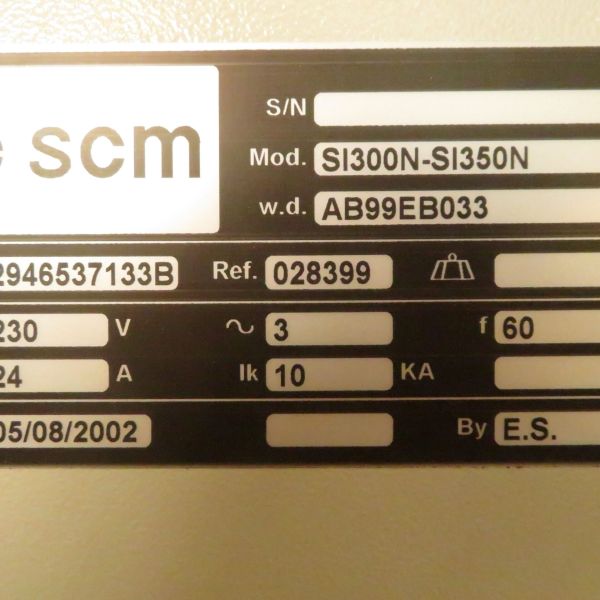 scm
S/N
Mod. SI300N-SI350N
w.d. AB99EB033
2946537133B Ref. 028399
230 V 3 f 60
24 A Ik 10 KA
05/08/2002 By E.S.